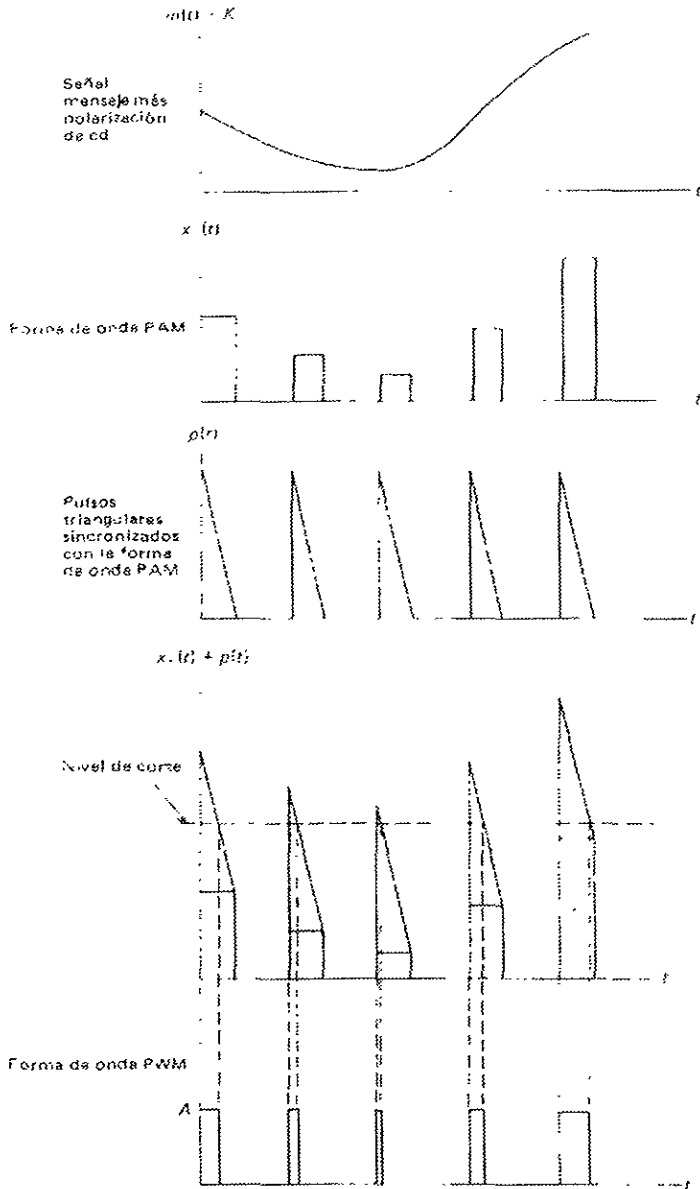 m(t) + K
Señal
mensaje más
polarización
de cd
t
x (t)
Forma de onda PAM
t
p(t)
Pulsos
triangulares
sincronizados
con la forma
de onda PAM
t
x (t) + p(t)
Nivel de corte
t
Forma de onda PWM
A
t